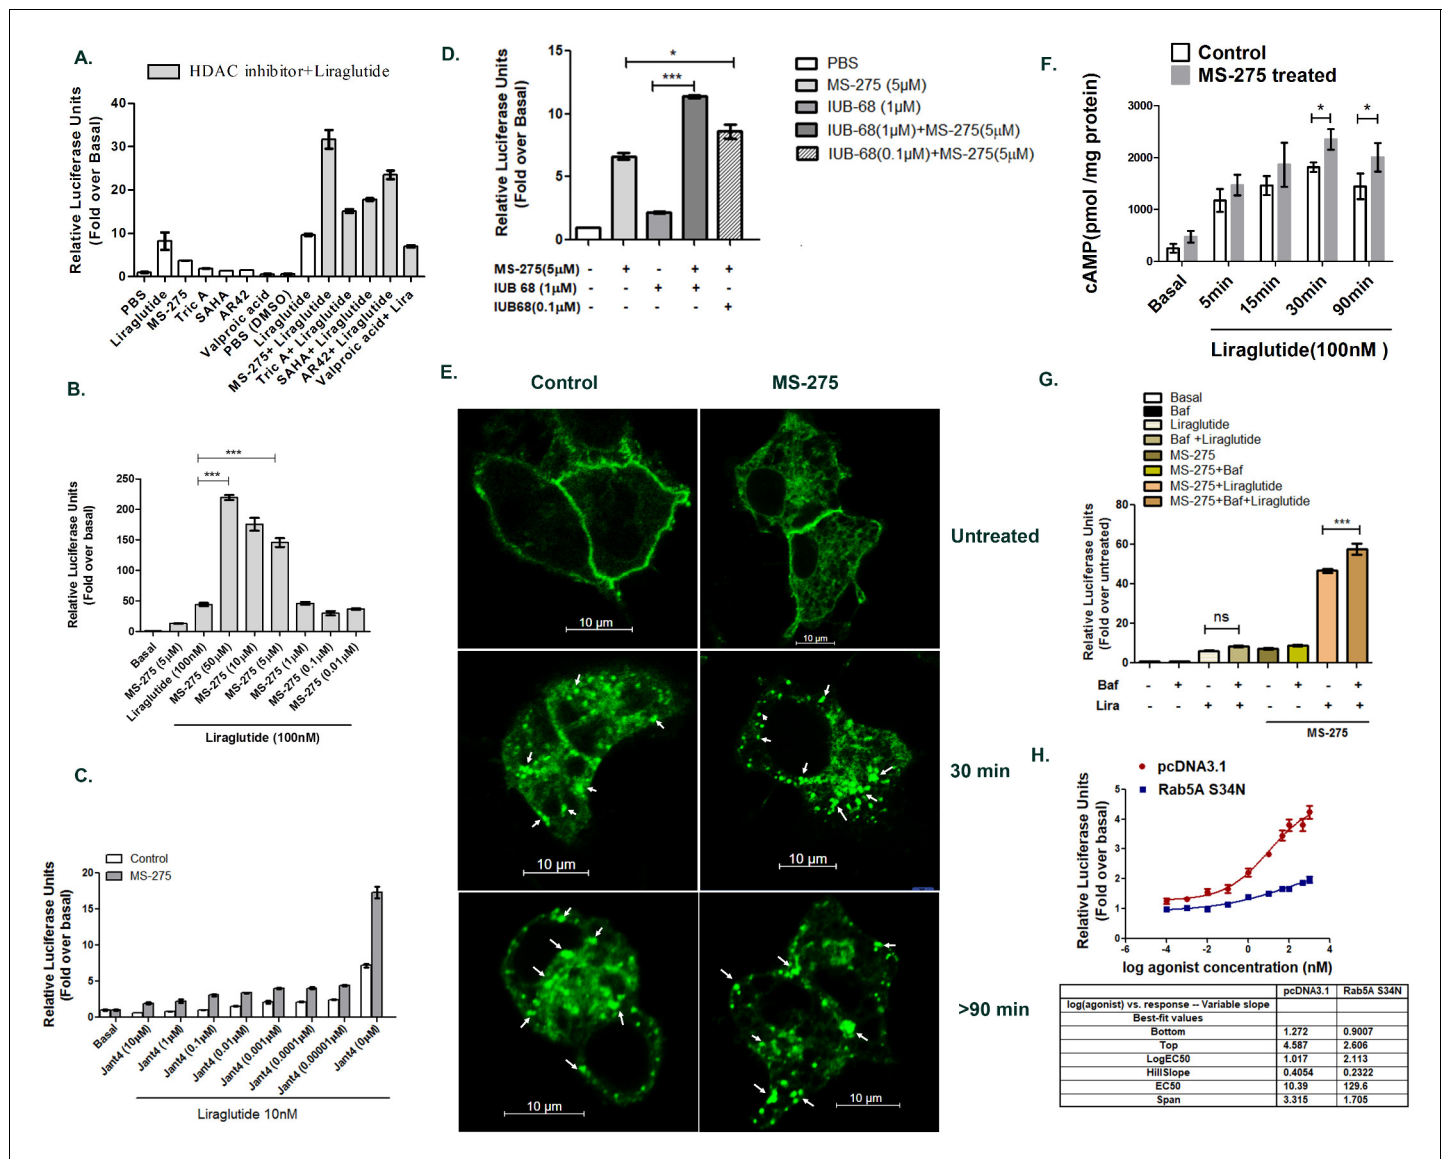 A.
HDAC inhibitor+Liraglutide
Relative Luciferase Units
(Fold over Basal)
40
30
20
10
0
PBS
Liraglutide
MS-275
Tric A
SAHA
AR42
Valproic acid
PBS (DMSO)
Liraglutide
MS-275+ Liraglutide
Tric A+ Liraglutide
SAHA+ Liraglutide
AR42+ Liraglutide
Valproic acid+ Lira
B.
Relative Luciferase Units
(Fold over basal)
250
200
150
100
50
0
***
***
Basal
MS-275 (5µM)
Liraglutide (100nM)
MS-275 (50µM)
MS-275 (10µM)
MS-275 (5µM)
MS-275 (1µM)
MS-275 (0.1µM)
MS-275 (0.01µM)
Liraglutide (100nM)
C.
Control
MS-275
Relative Luciferase Units
(Fold over basal)
20
15
10
5
0
Basal
Jant4 (10µM)
Jant4 (1µM)
Jant4 (0.1µM)
Jant4 (0.01µM)
Jant4 (0.001µM)
Jant4 (0.0001µM)
Jant4 (0.00001µM)
Jant4 (0µM)
Liraglutide 10nM
D.
Relative Luciferase Units
(Fold over Basal)
15
10
5
0
*
***
PBS
MS-275 (5µM)
IUB-68 (1µM)
IUB-68(1µM)+MS-275(5µM)
IUB-68(0.1µM)+MS-275(5µM)
MS-275(5µM) - + - + +
IUB 68 (1µM) - - + + -
IUB68(0.1µM) - - - - +
E.
Control
MS-275
Untreated
30 min
>90 min
10 µm
10 µm
10 µm
10 µm
10 µm
10 µm
F.
Control
MS-275 treated
cAMP(pmol /mg protein)
3000
2000
1000
0
*
*
Basal
5min
15min
30min
90min
Liraglutide(100nM )
G.
Basal
Baf
Liraglutide
Baf +Liraglutide
MS-275
MS-275+Baf
MS-275+Liraglutide
MS-275+Baf+Liraglutide
Relative Luciferase Units
(Fold over untreated)
80
60
40
20
0
ns
***
Baf - + - + - + - +
Lira - - + + - - + +
MS-275
H.
pcDNA3.1
Rab5A S34N
Relative Luciferase Units
(Fold over basal)
5
4
3
2
1
0
-6 -4 -2 0 2 4
log agonist concentration (nM)
pcDNA3.1 Rab5A S34N
log(agonist) vs. response -- Variable slope
Best-fit values
Bottom 1.272 0.9007
Top 4.587 2.606
LogEC50 1.017 2.113
HillSlope 0.4054 0.2322
EC50 10.39 129.6
Span 3.315 1.705